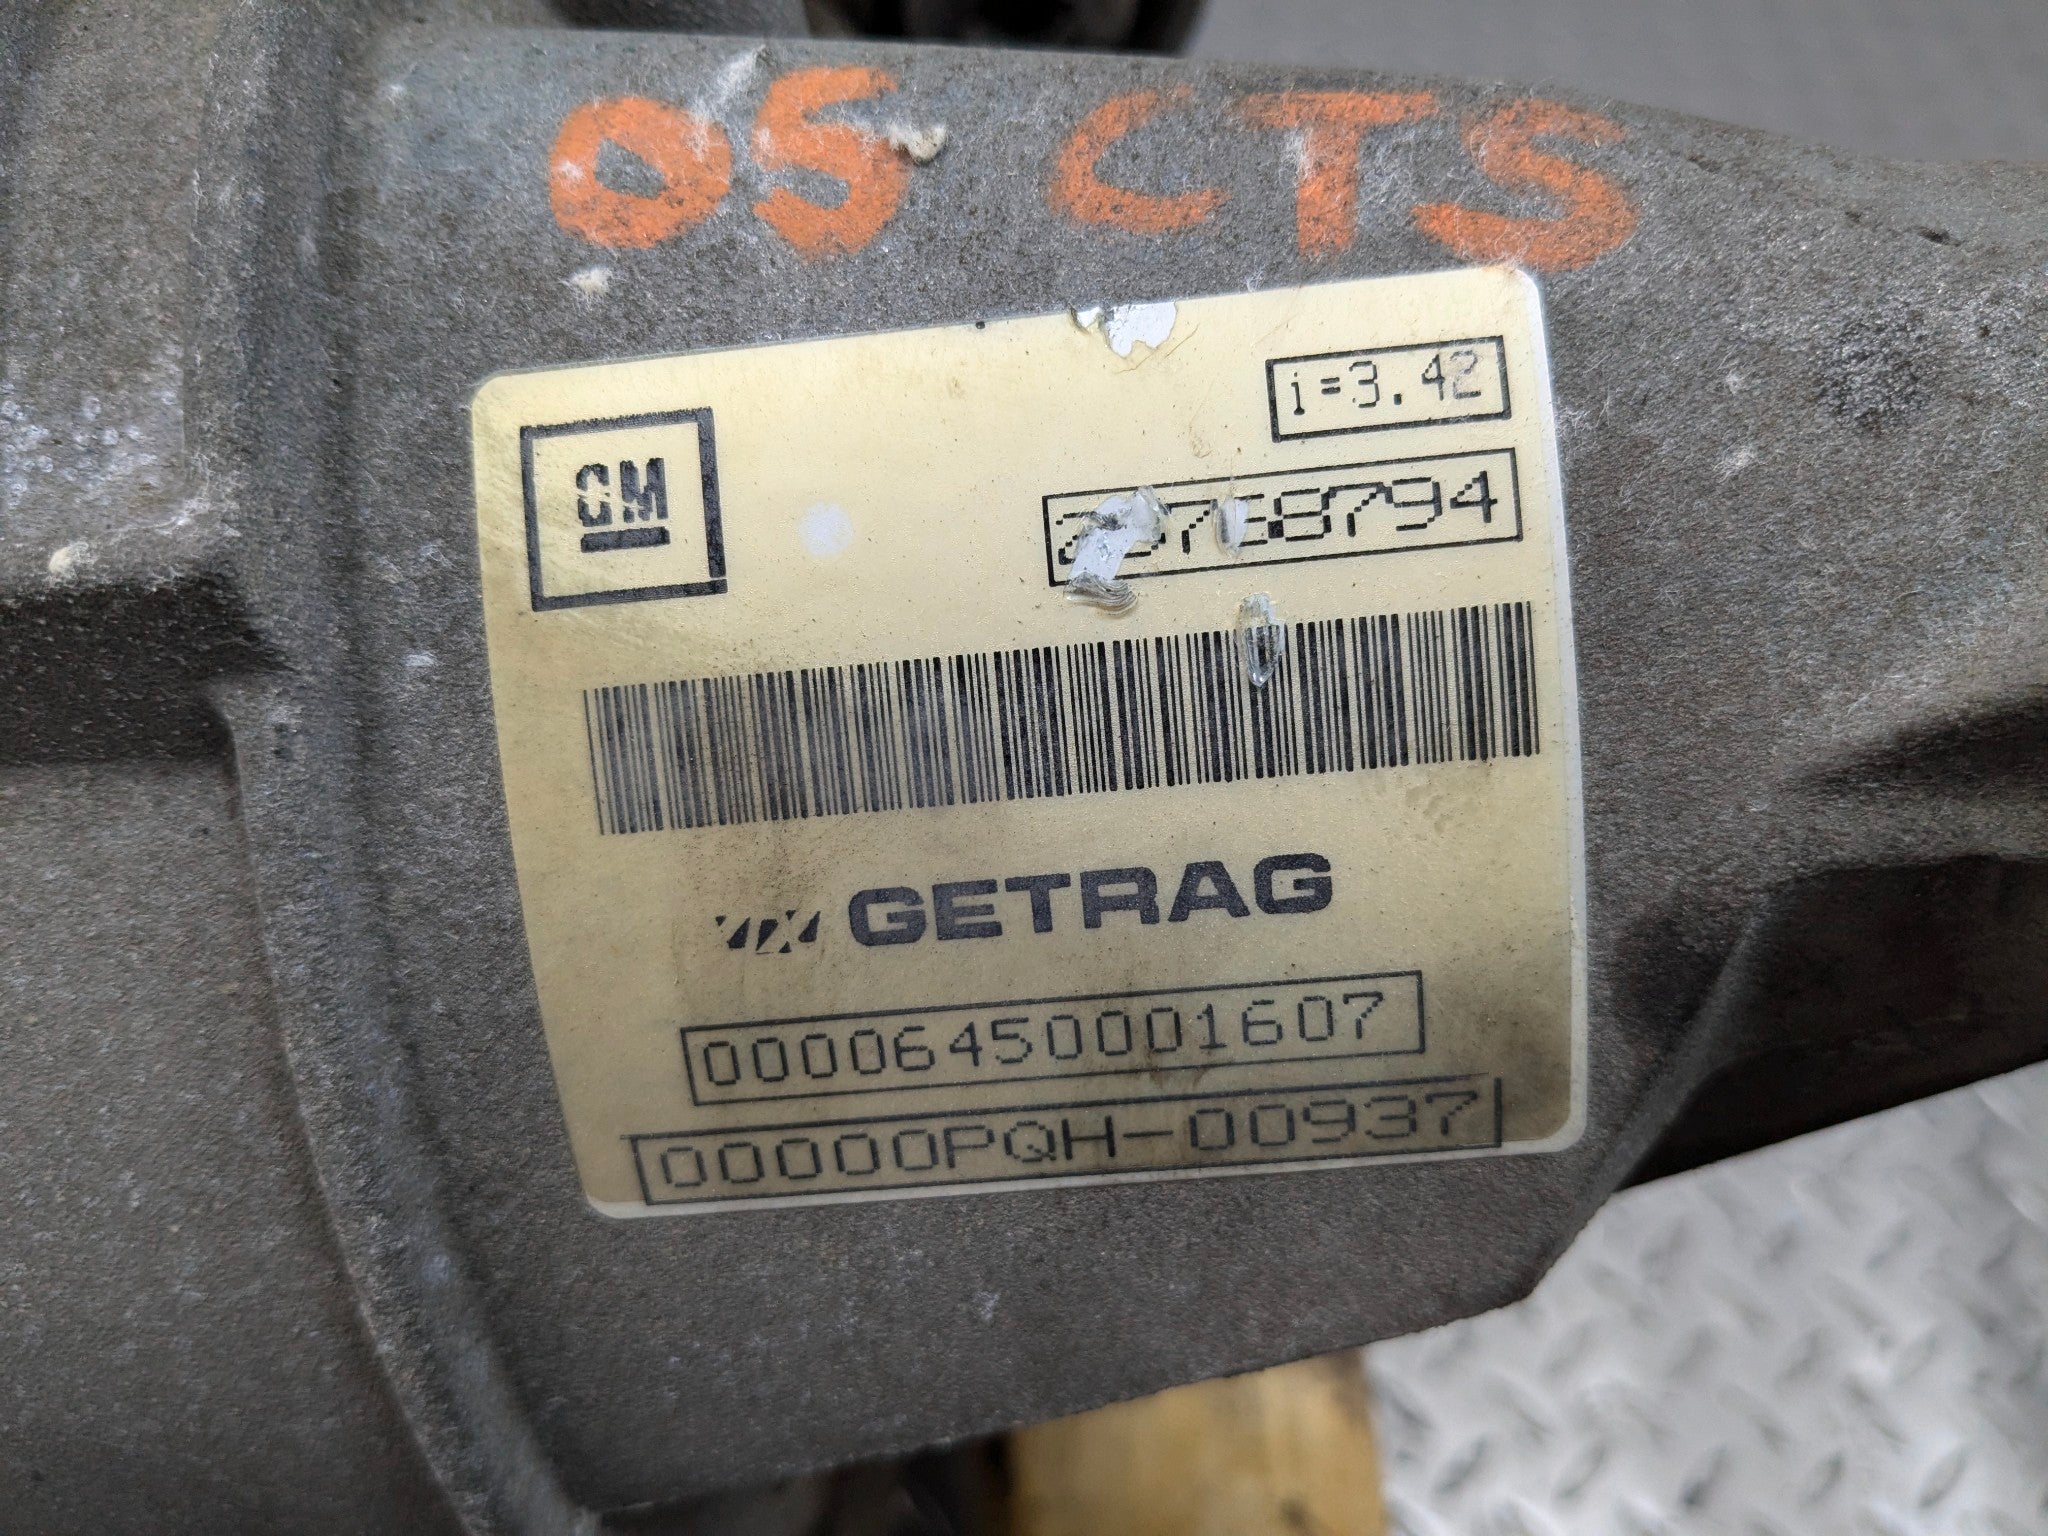 05 CTS
i=3.42
GM
GETRAG
00006450001607
00000PQH-00937